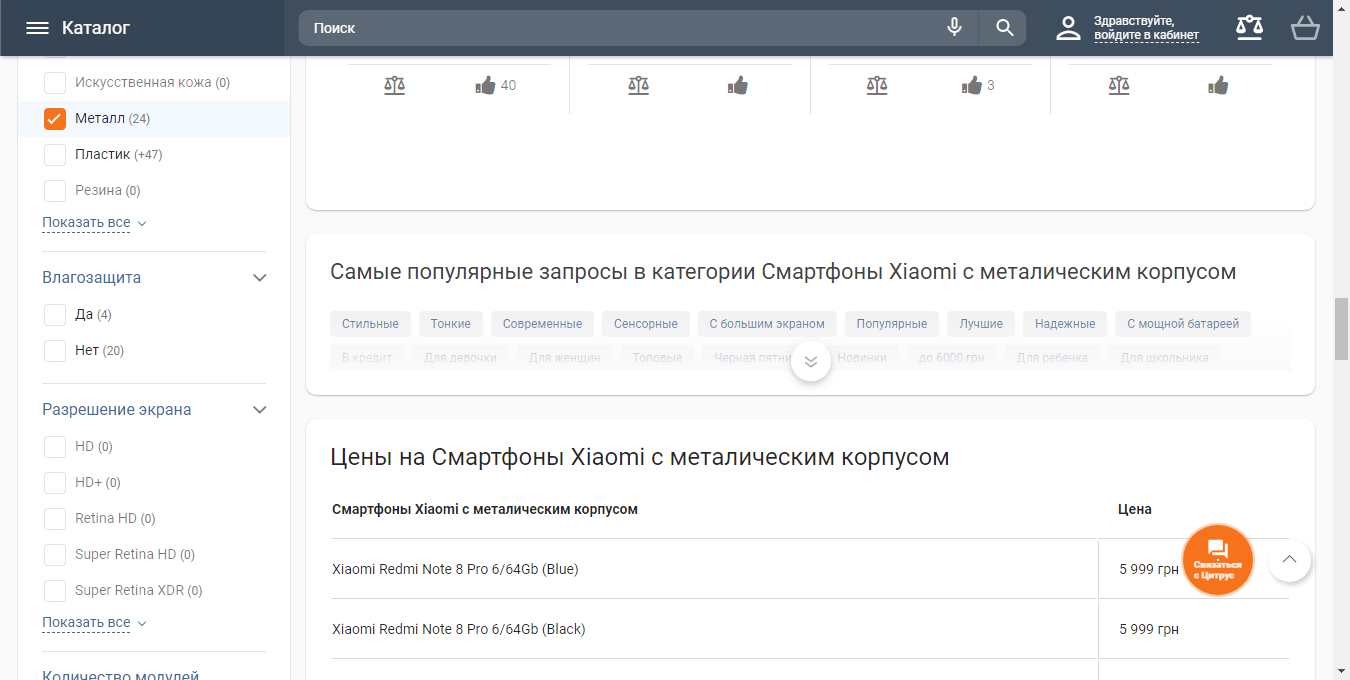 Каталог
Поиск
Здравствуйте,
войдите в кабинет
Искусственная кожа (0)
Металл (24)
Пластик (+47)
Резина (0)
Показать все
Влагозащита
Да (4)
Нет (20)
Разрешение экрана
HD (0)
HD+ (0)
Retina HD (0)
Super Retina HD (0)
Super Retina XDR (0)
Показать все
Количество модулей
40
3
Самые популярные запросы в категории Смартфоны Xiaomi с металическим корпусом
Стильные Тонкие Современные Сенсорные С большим экраном Популярные Лучшие Надежные С мощной батареей
В кредит Для девочки Для женщин Топовые Черная Новинки до 6000 грн Для ребенка Для школьника
Цены на Смартфоны Xiaomi с металическим корпусом
Смартфоны Xiaomi с металическим корпусом Цена
Xiaomi Redmi Note 8 Pro 6/64Gb (Blue) 5 999 грн
Xiaomi Redmi Note 8 Pro 6/64Gb (Black) 5 999 грн
Связаться
с Цитрус